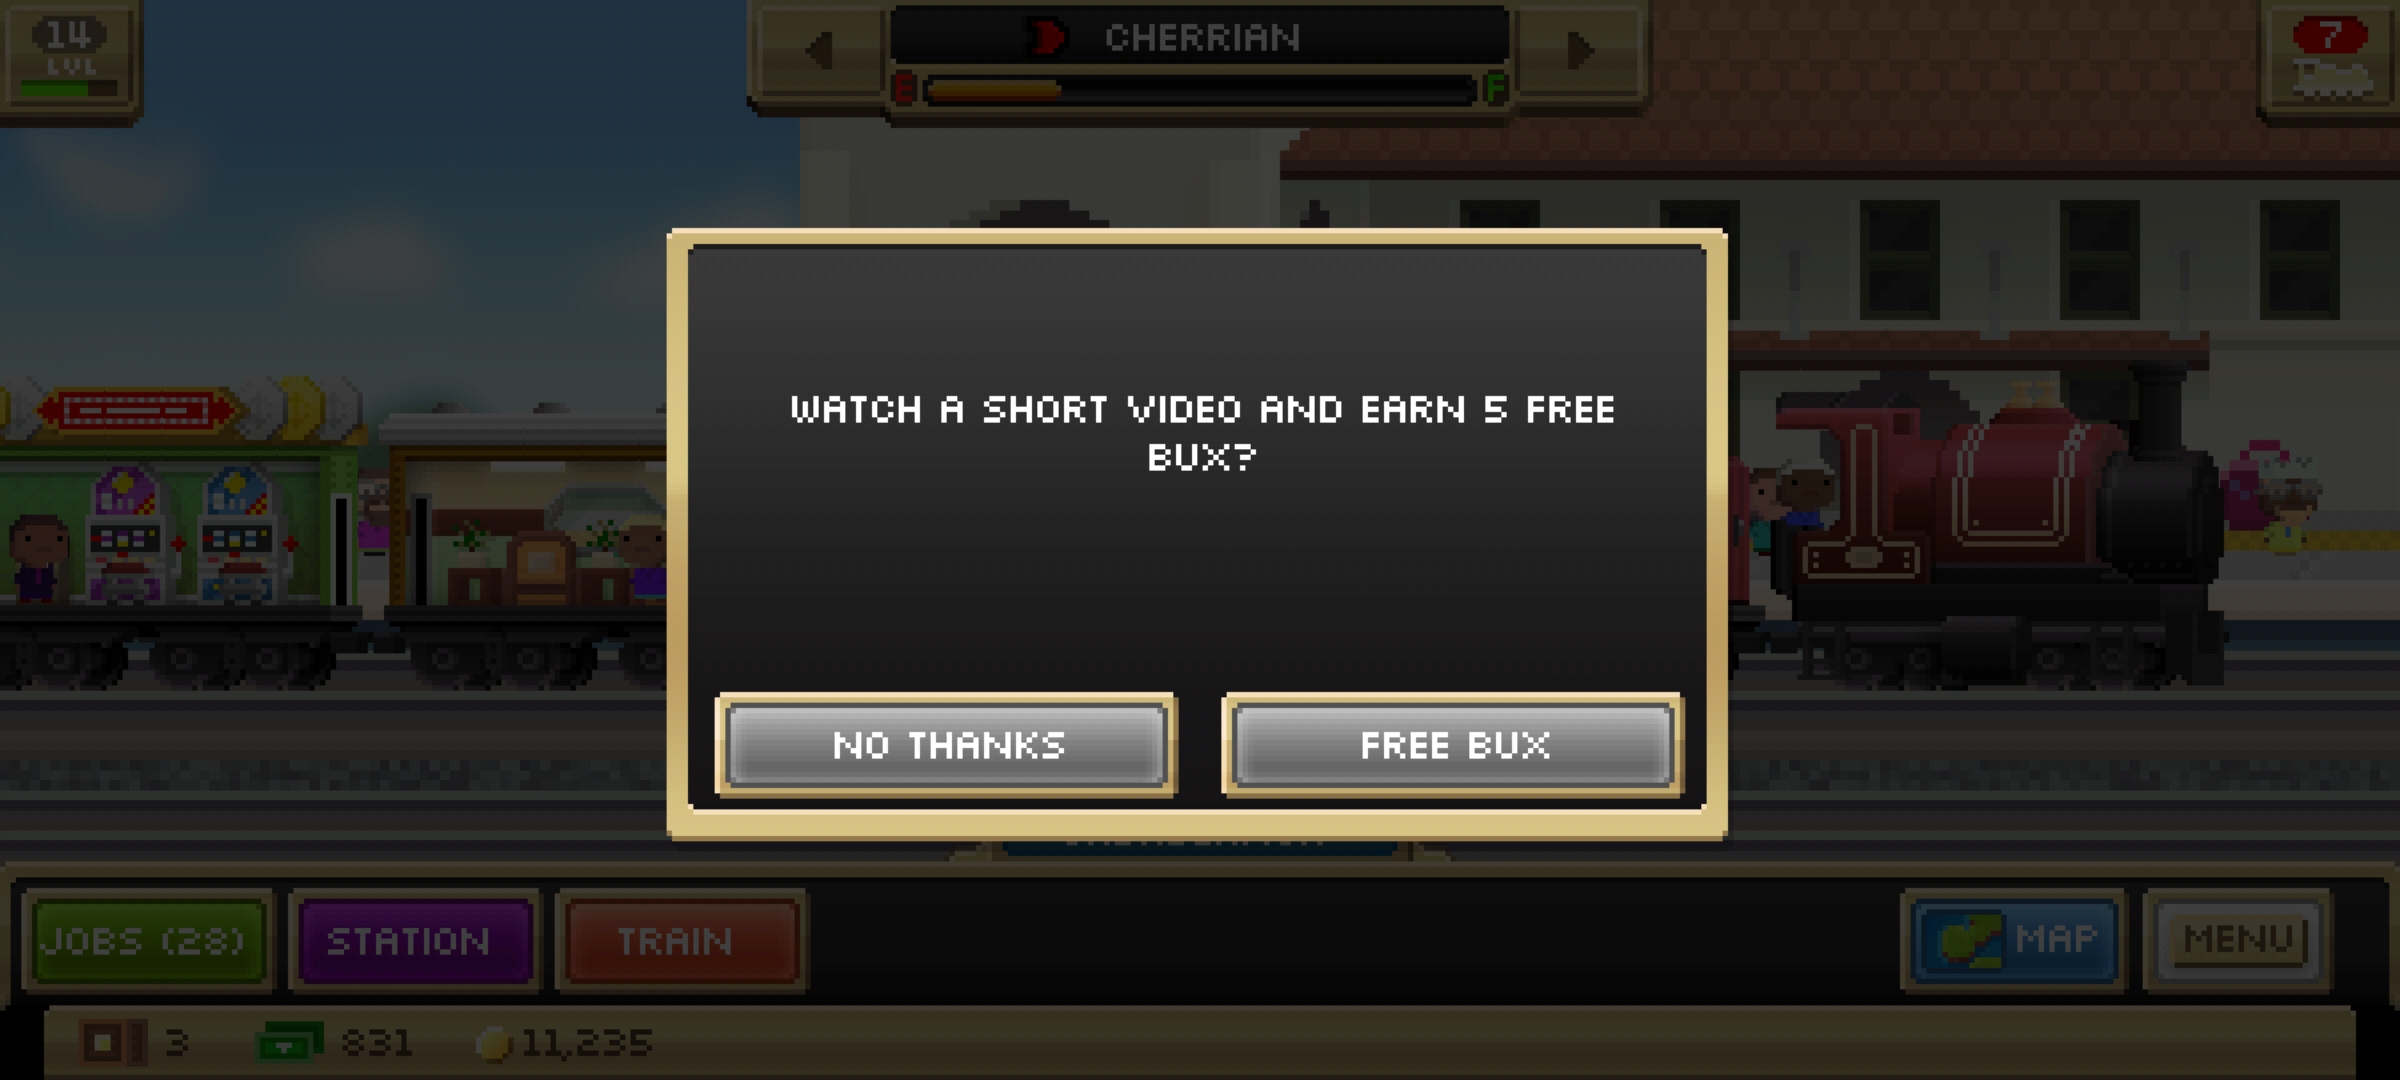 14
LVL
CHERRIAN
E
F
7
WATCH A SHORT VIDEO AND EARN 5 FREE
BUX?
NO THANKS
FREE BUX
JOBS (28)
STATION
TRAIN
MAP
MENU
3
831
11,235